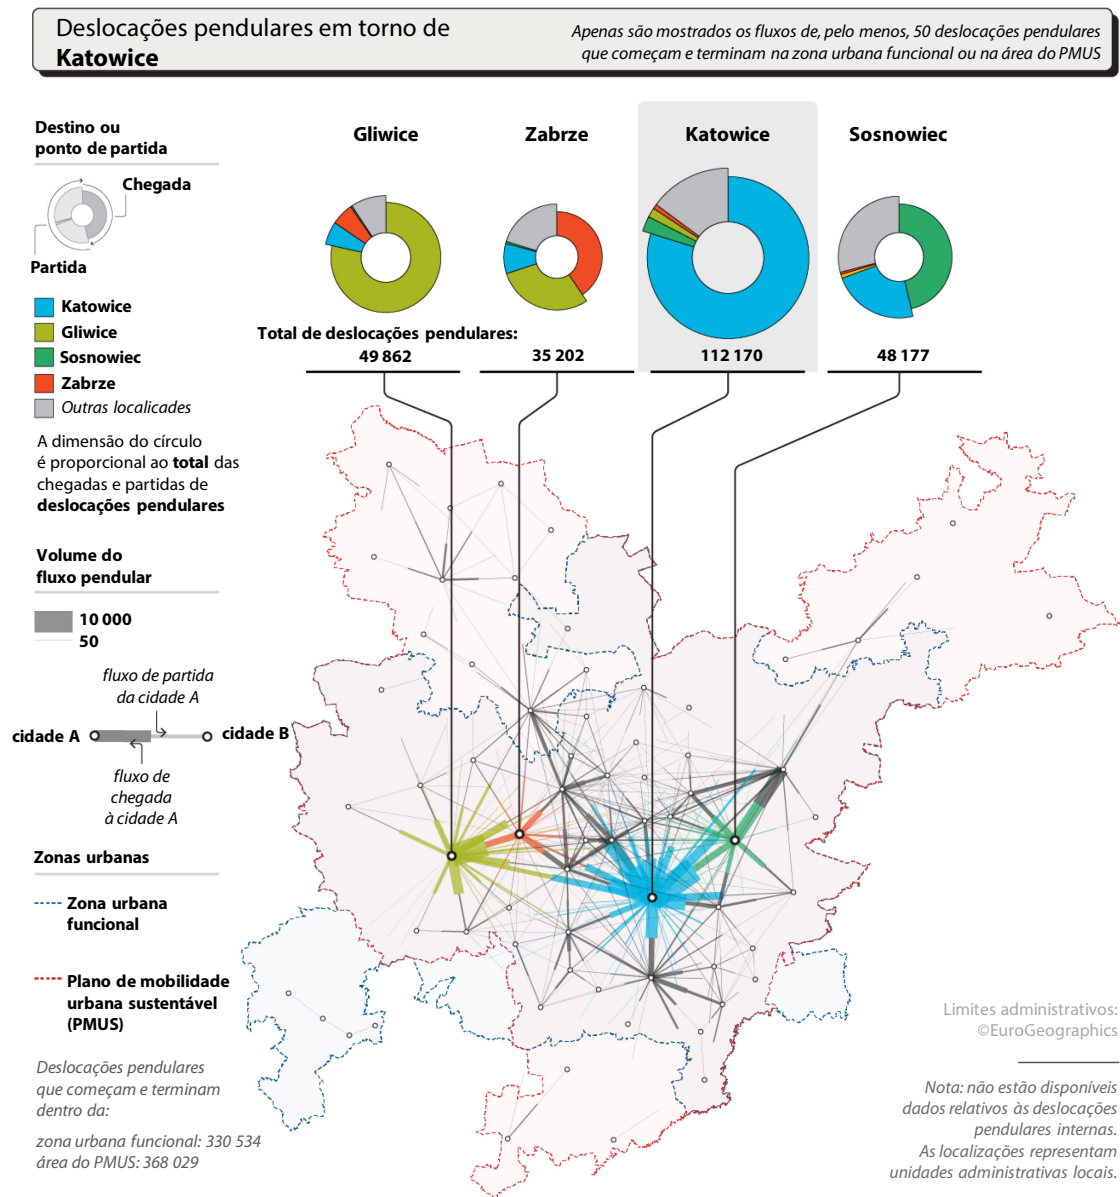 Deslocações pendulares em torno de
Katowice
Apenas são mostrados os fluxos de, pelo menos, 50 deslocações pendulares
que começam e terminam na zona urbana funcional ou na área do PMUS
Destino ou
ponto de partida
Chegada
Partida
Katowice
Gliwice
Sosnowiec
Zabrze
Outras localicades
A dimensão do círculo
é proporcional ao total das
chegadas e partidas de
deslocações pendulares
Gliwice
Zabrze
Katowice
Sosnowiec
Total de deslocações pendulares:
49 862
35 202
112 170
48 177
Volume do
fluxo pendular
10 000
50
fluxo de partida
da cidade A
cidade A
cidade B
fluxo de
chegada
à cidade A
Zonas urbanas
Zona urbana
funcional
Plano de mobilidade
urbana sustentável
(PMUS)
Deslocações pendulares
que começam e terminam
dentro da:
zona urbana funcional: 330 534
área do PMUS: 368 029
Limites administrativos:
©EuroGeographics
Nota: não estão disponíveis
dados relativos às deslocações
pendulares internas.
As localizações representam
unidades administrativas locais.